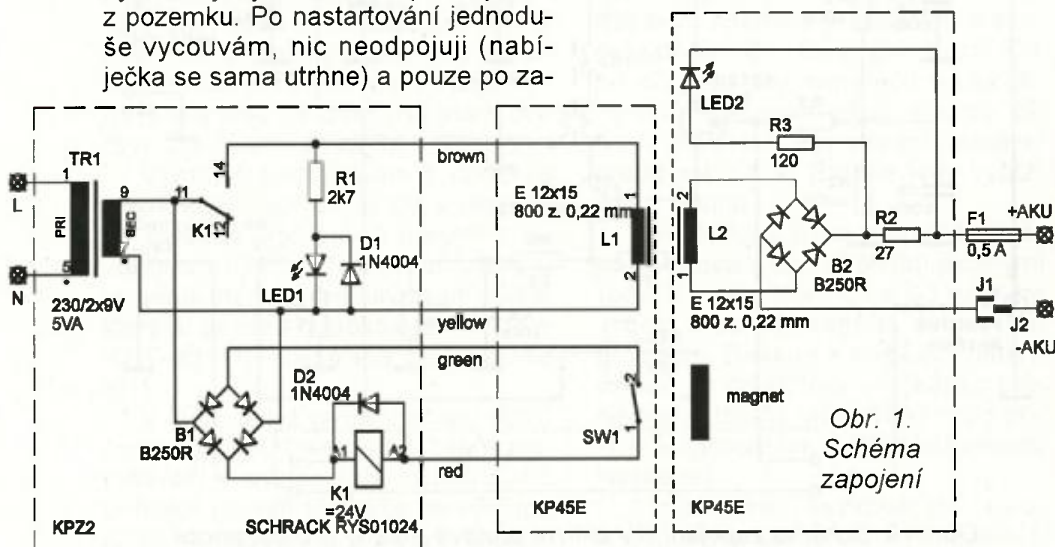 z pozemku. Po nastartování jednodu-
še vycouvám, nic neodpojuji (nabí-
ječka se sama utrhne) a pouze po za-
LED2
R3
120
TR1
1
9
L
PRI
SEC
7
N
5
230/2x9V
5VA
11
14
12
K1
R1
2k7
D1
1N4004
LED1
brown
yellow
green
red
E 12x15
800 z. 0,22 mm
1
L1
2
2
L2
1
E 12x15
800 z. 0,22 mm
B2
B250R
R2
27
F1
0,5 A
+AKU
J1
J2
-AKU
D2
1N4004
B1
B250R
A1
A2
K1
=24V
SCHRACK RYS01024
KPZ2
2
SW1
1
KP45E
magnet
KP45E
Obr. 1.
Schéma
zapojení